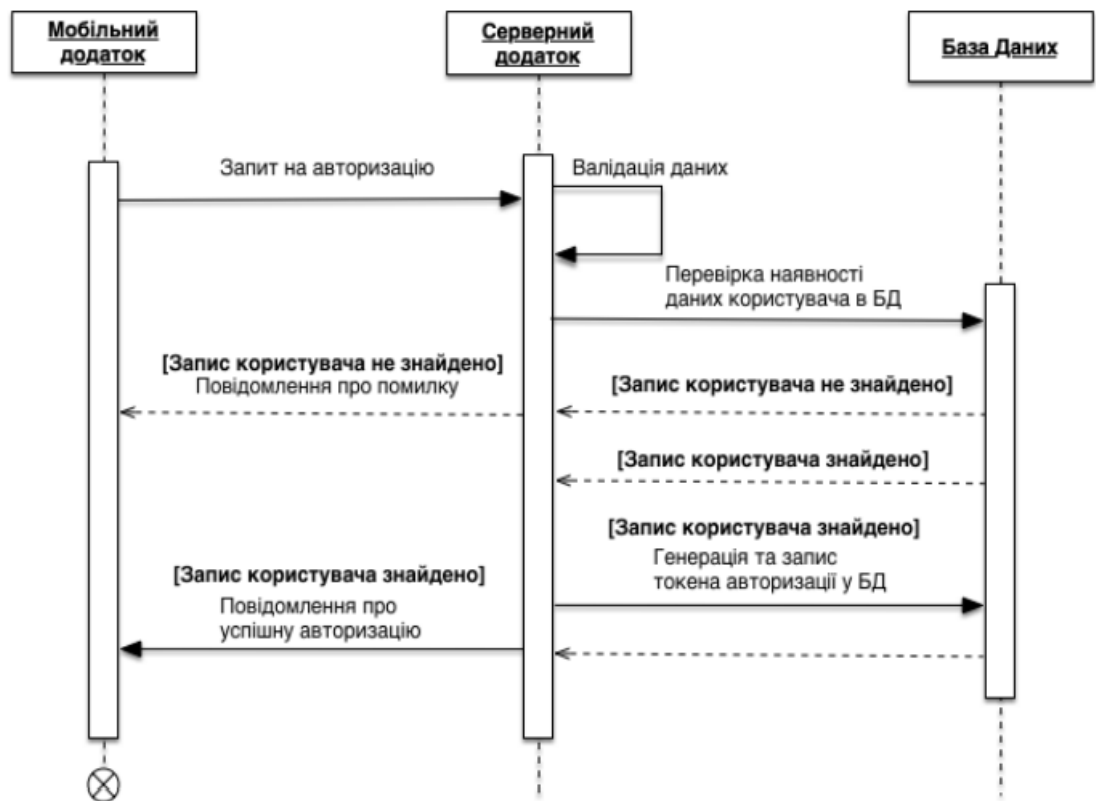 Мобільний
додаток
Серверний
додаток
База Даних
Запит на авторизацію
Валідація даних
Перевірка наявності
даних користувача в БД
[Запис користувача не знайдено]
Повідомлення про помилку
[Запис користувача не знайдено]
[Запис користувача знайдено]
[Запис користувача знайдено]
Генерація та запис
токена авторизації у БД
[Запис користувача знайдено]
Повідомлення про
успішну авторизацію